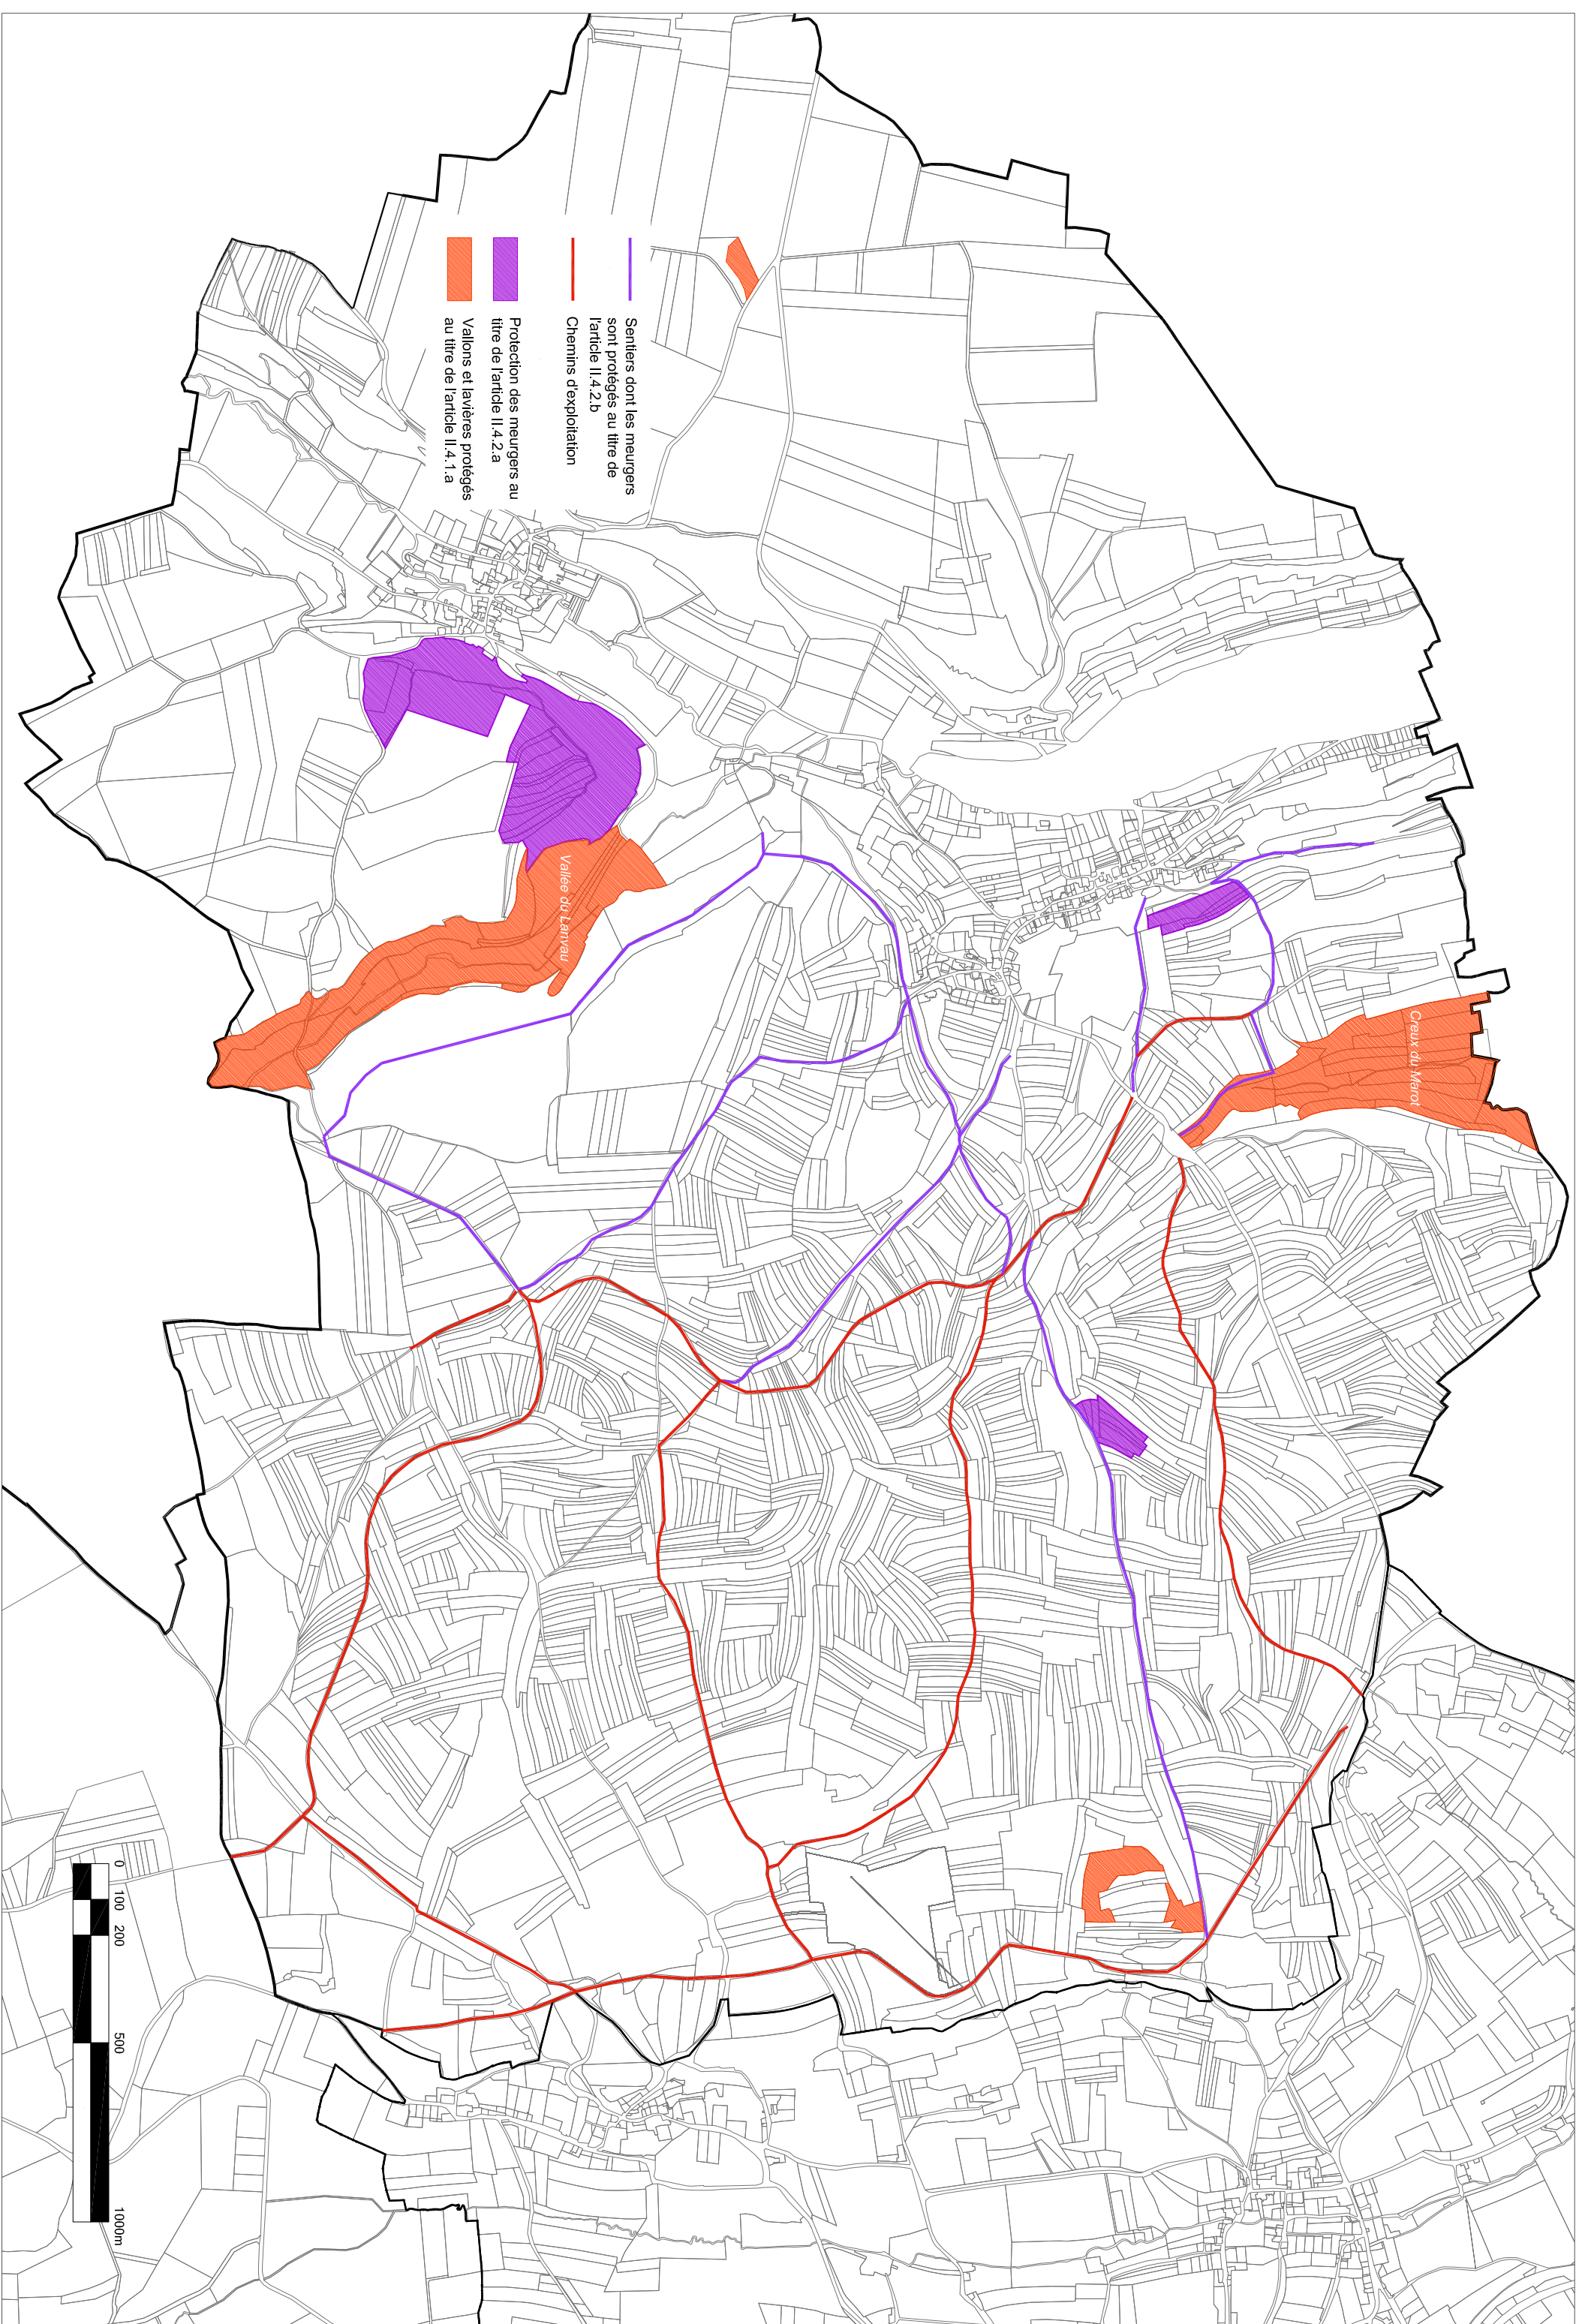 Sentiers dont les meurgers
sont protégés au titre de
l'article II.4.2.b
Chemins d'exploitation
Protection des meurgers au
titre de l'article II.4.2.a
Vallons et lavières protégés
au titre de l'article II.4.1.a
Creux du Marot
Vallée du Lanvau
0 100 200 500 1000m